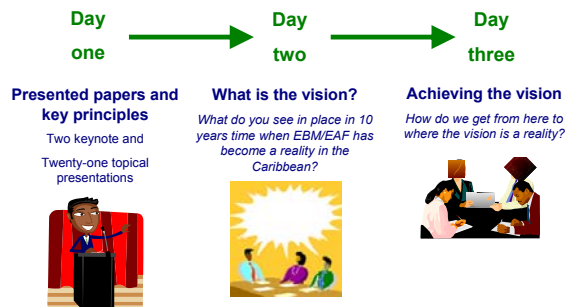 Day
one
Day
two
Day
three
Presented papers and
key principles
Two keynote and
Twenty-one topical
presentations
What is the vision?
What do you see in place in 10
years time when EBM/EAF has
become a reality in the
Caribbean?
Achieving the vision
How do we get from here to
where the vision is a reality?